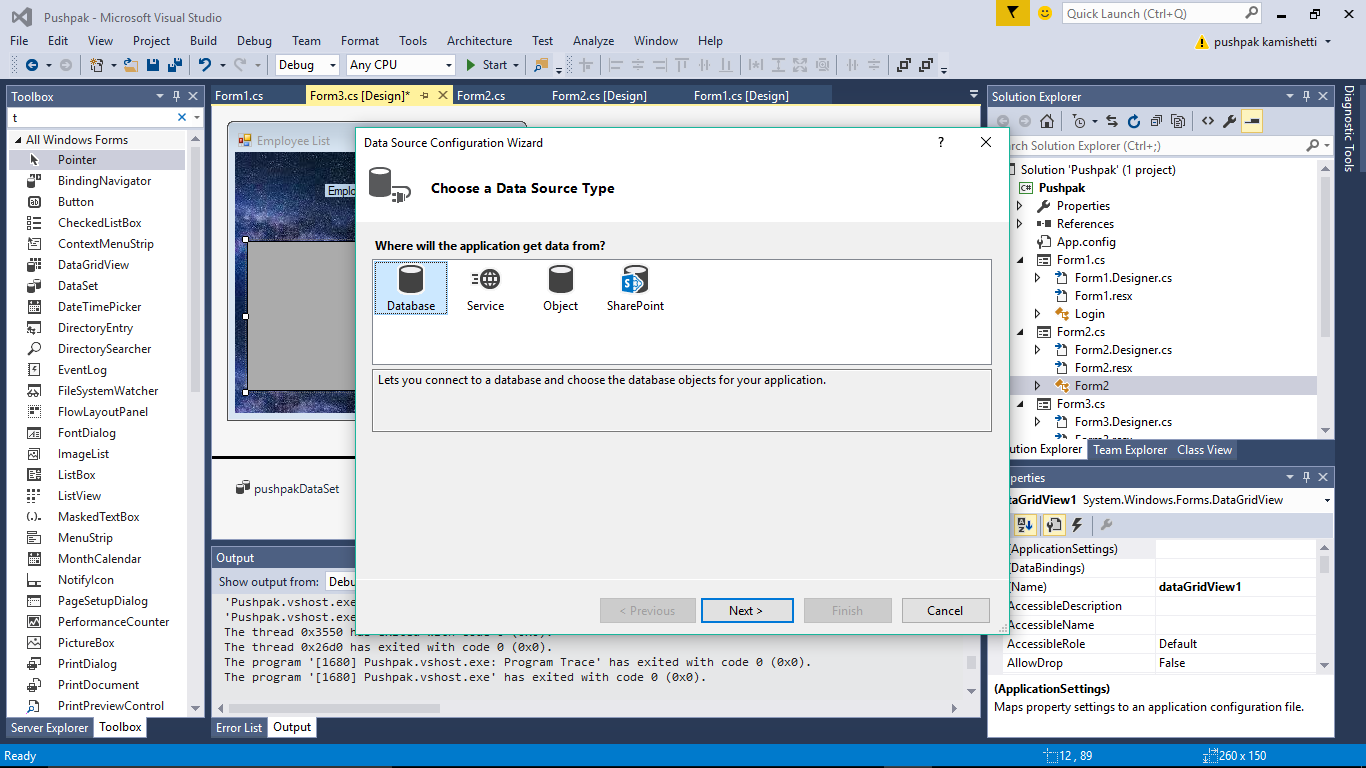 Pushpak - Microsoft Visual Studio
Quick Launch (Ctrl+Q)
File Edit View Project Build Debug Team Format Tools Architecture Test Analyze Window Help
pushpak kamishetti
Debug Any CPU Start
Toolbox
t
All Windows Forms
Pointer
BindingNavigator
Button
CheckedListBox
ContextMenuStrip
DataGridView
DataSet
DateTimePicker
DirectoryEntry
DirectorySearcher
EventLog
FileSystemWatcher
FlowLayoutPanel
FontDialog
ImageList
ListBox
ListView
MaskedTextBox
MenuStrip
MonthCalendar
NotifyIcon
PageSetupDialog
PerformanceCounter
PictureBox
PrintDialog
PrintDocument
PrintPreviewControl
Server Explorer Toolbox
Form1.cs Form3.cs [Design]* Form2.cs Form2.cs [Design] Form1.cs [Design]
Employee List
Emplo
pushpakDataSet
Data Source Configuration Wizard
?
Choose a Data Source Type
Where will the application get data from?
Database Service Object SharePoint
Lets you connect to a database and choose the database objects for your application.
< Previous Next > Finish Cancel
Output
Show output from: Debu
'Pushpak.vshost.exe
'Pushpak.vshost.exe
The thread 0x3550 has exited with code 0 (0x0).
The thread 0x26d0 has exited with code 0 (0x0).
The program '[1680] Pushpak.vshost.exe: Program Trace' has exited with code 0 (0x0).
The program '[1680] Pushpak.vshost.exe' has exited with code 0 (0x0).
Error List Output
Solution Explorer
rch Solution Explorer (Ctrl+;)
Solution 'Pushpak' (1 project)
C# Pushpak
Properties
References
App.config
Form1.cs
Form1.Designer.cs
Form1.resx
Login
Form2.cs
Form2.Designer.cs
Form2.resx
Form2
Form3.cs
Form3.Designer.cs
Form3.resx
ution Explorer Team Explorer Class View
perties
taGridView1 System.Windows.Forms.DataGridView
(ApplicationSettings)
(DataBindings)
(Name) dataGridView1
AccessibleDescription
AccessibleName
AccessibleRole Default
AllowDrop False
(ApplicationSettings)
Maps property settings to an application configuration file.
Diagnostic Tools
Ready 12 , 89 260 x 150